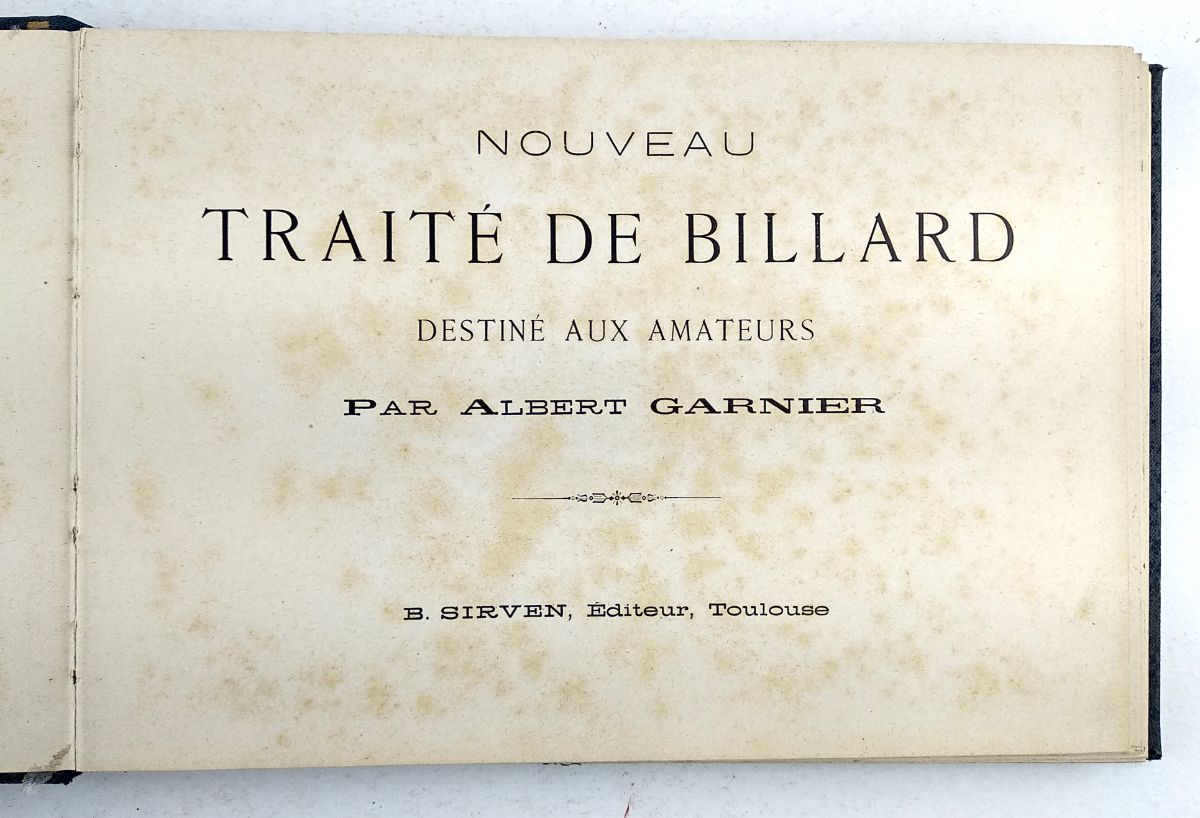 NOUVEAU
TRAITÉ DE BILLARD
DESTINÉ AUX AMATEURS
PAR ALBERT GARNIER
B. SIRVEN, Éditeur, Toulouse